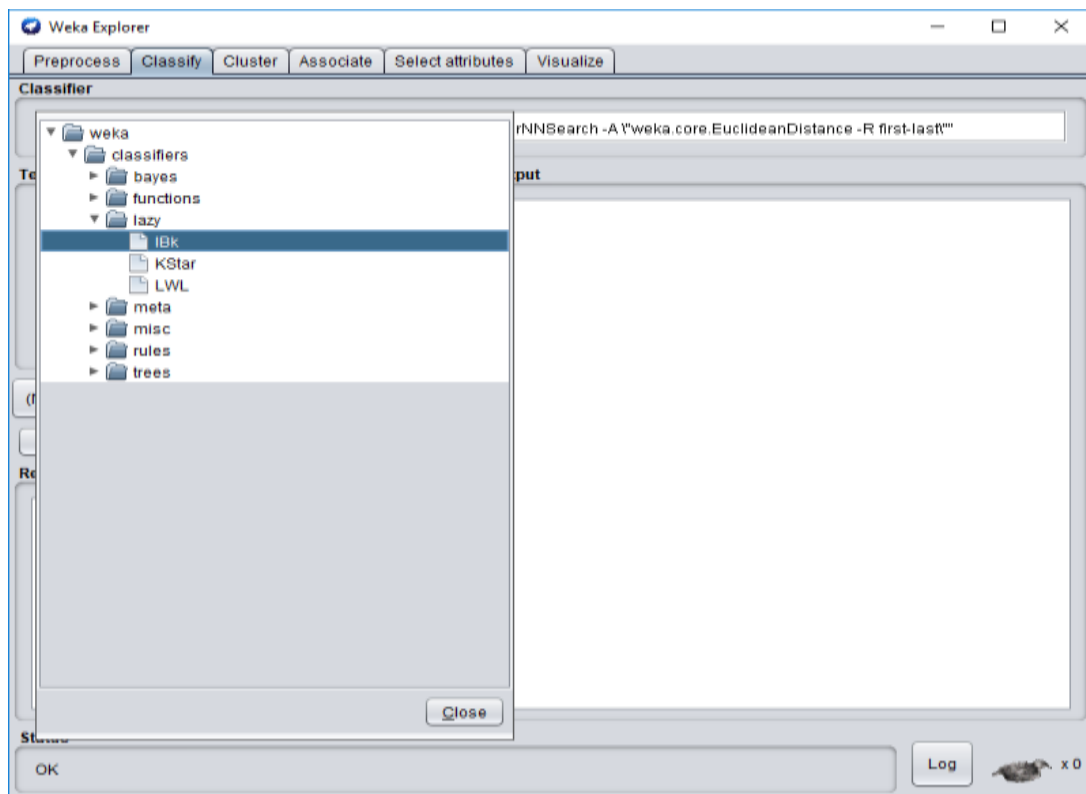 Weka Explorer
Preprocess Classify Cluster Associate Select attributes Visualize
Classifier
rNNSearch -A \"weka.core.EuclideanDistance -R first-last\""
weka
classifiers
bayes
functions
lazy
IBk
KStar
LWL
meta
misc
rules
trees
Close
OK
Log
x 0